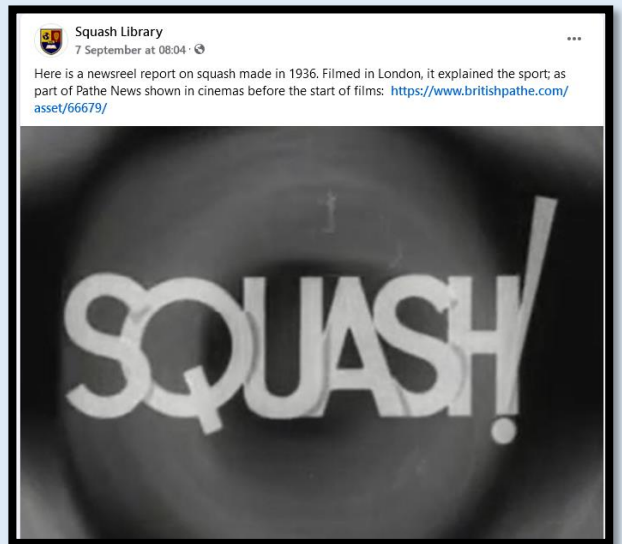 Squash Library
7 September at 08:04 ·
Here is a newsreel report on squash made in 1936. Filmed in London, it explained the sport; as
part of Pathe News shown in cinemas before the start of films: https://www.britishpathe.com/
asset/66679/
SQUASH!